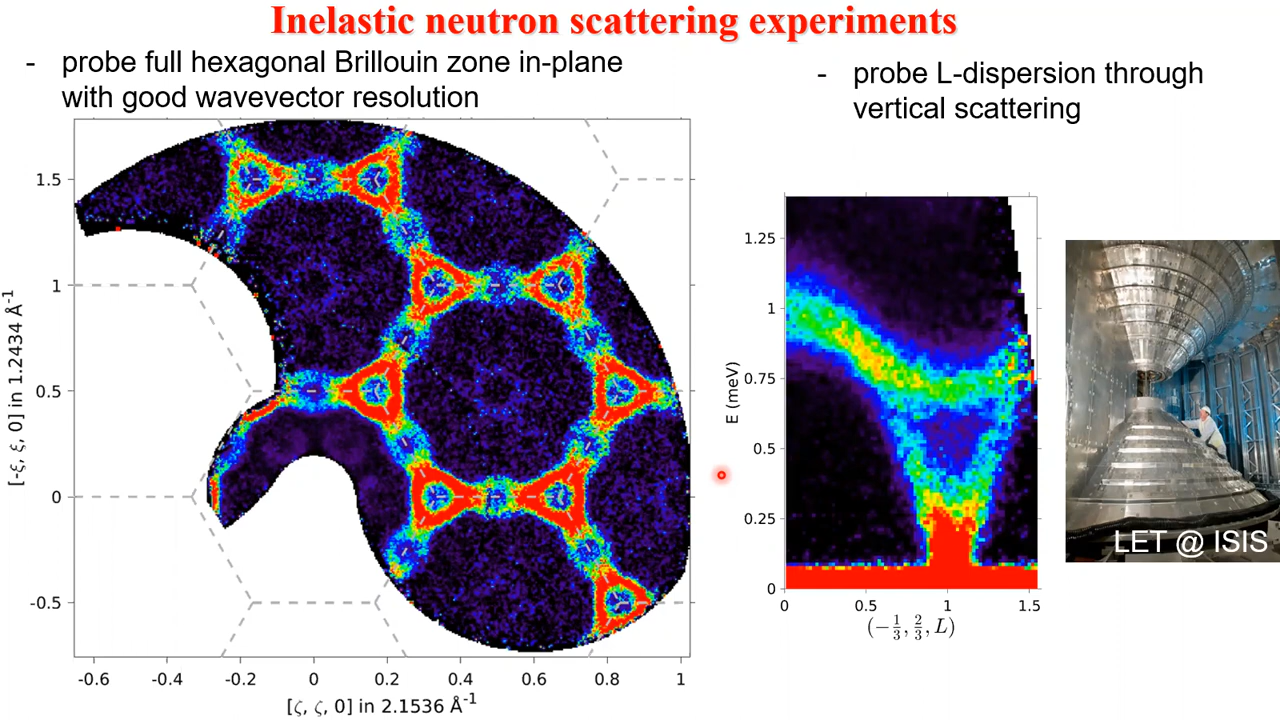 Inelastic neutron scattering experiments
- probe full hexagonal Brillouin zone in-plane
with good wavevector resolution
- probe L-dispersion through
vertical scattering
[-ξ, ξ, 0] in 1.2434 Å⁻¹
1.5
1
0.5
0
-0.5
-0.6 -0.4 -0.2 0 0.2 0.4 0.6 0.8 1
[ζ, ζ, 0] in 2.1536 Å⁻¹
E (meV)
1.25
1
0.75
0.5
0.25
0
0 0.5 1 1.5
(-1/3, 2/3, L)
LET @ ISIS